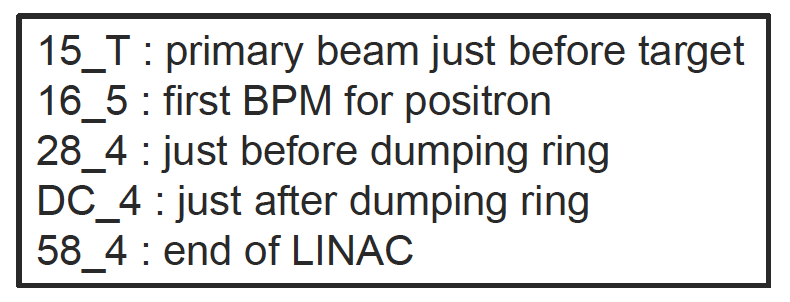 15_T : primary beam just before target
16_5 : first BPM for positron
28_4 : just before dumping ring
DC_4 : just after dumping ring
58_4 : end of LINAC